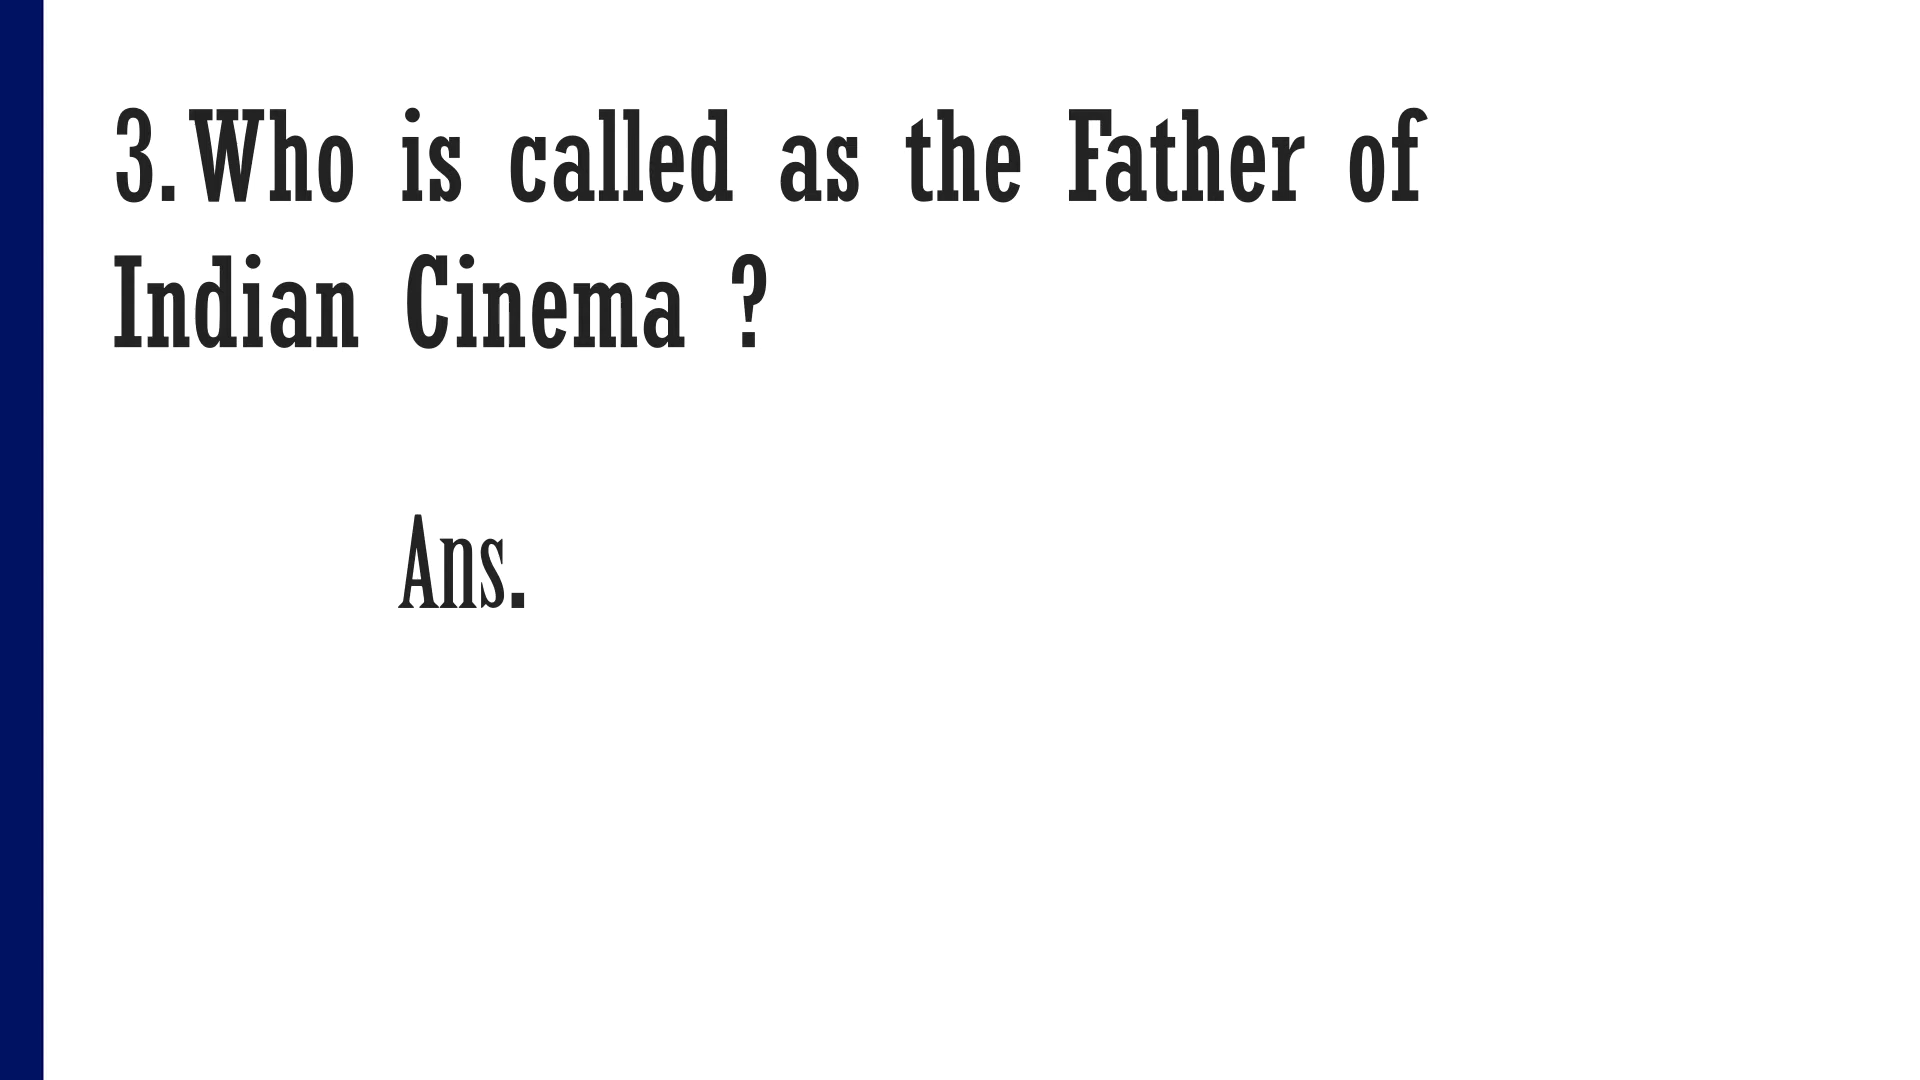 3.Who is called as the Father of
Indian Cinema ?
Ans.